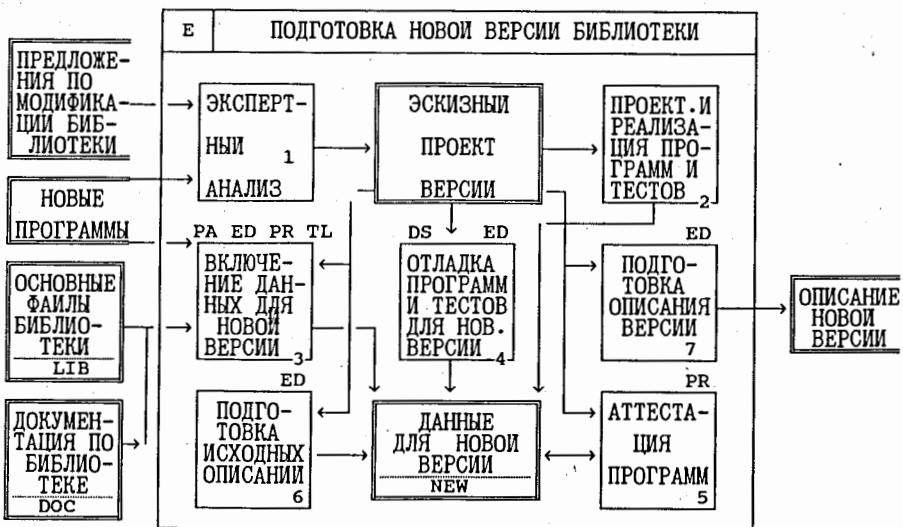 E ПОДГОТОВКА НОВОЙ ВЕРСИИ БИБЛИОТЕКИ
ПРЕДЛОЖЕ-
НИЯ ПО
МОДИФИКА-
ЦИИ БИБ-
ЛИОТЕКИ
ЭКСПЕРТ-
НЫЙ
1
АНАЛИЗ
ЭСКИЗНЫЙ
ПРОЕКТ
ВЕРСИИ
ПРОЕКТ.И
РЕАЛИЗА-
ЦИЯ ПРО-
ГРАММ И
ТЕСТОВ
2
НОВЫЕ
ПРОГРАММЫ
PA ED PR TL
ВКЛЮЧЕ-
НИЕ ДАН-
НЫХ ДЛЯ
НОВОЙ
ВЕРСИИ
3
DS ED
ОТЛАДКА
ПРОГРАММ
И ТЕСТОВ
ДЛЯ НОВ.
ВЕРСИИ
4
ED
ПОДГО-
ТОВКА
ОПИСАНИЯ
ВЕРСИИ
7
ОПИСАНИЕ
НОВОЙ
ВЕРСИИ
ОСНОВНЫЕ
ФАЙЛЫ
БИБЛИО-
ТЕКИ
LIB
ДОКУМЕН-
ТАЦИЯ ПО
БИБЛИО-
ТЕКЕ
DOC
ED
ПОДГО-
ТОВКА
ИСХОДНЫХ
ОПИСАНИЙ
6
ДАННЫЕ
ДЛЯ НОВОЙ
ВЕРСИИ
NEW
PR
АТТЕСТА-
ЦИЯ
ПРОГРАММ
5